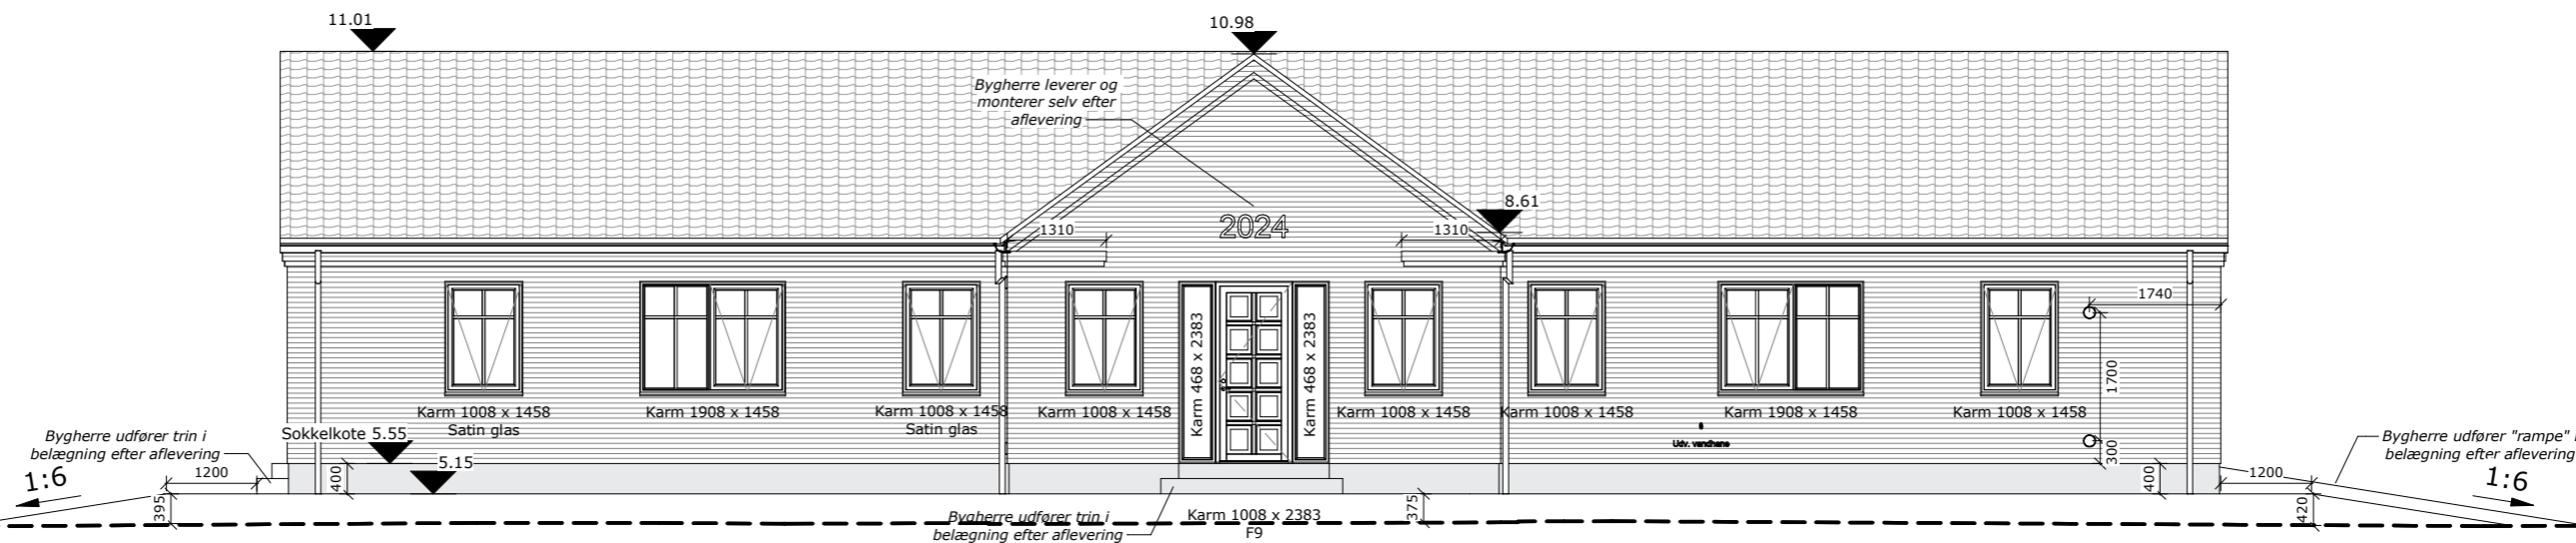 11.01
10.98
Bygherre leverer og
monterer selv efter
aflevering
8.61
2024
1310
1310
1740
Karm 468 x 2383
Karm 468 x 2383
1700
Karm 1008 x 1458
Satin glas
Karm 1908 x 1458
Karm 1008 x 1458
Satin glas
Karm 1008 x 1458
Karm 1008 x 1458
Karm 1008 x 1458
Karm 1908 x 1458
Karm 1008 x 1458
Udv. vandhane
300
Sokkelkote 5.55
5.15
Bygherre udfører trin i
belægning efter aflevering
1:6
1200
395
400
Bygherre udfører trin i
belægning efter aflevering
Karm 1008 x 2383
F9
375
400
1200
420
Bygherre udfører "rampe"
belægning efter aflevering
1:6